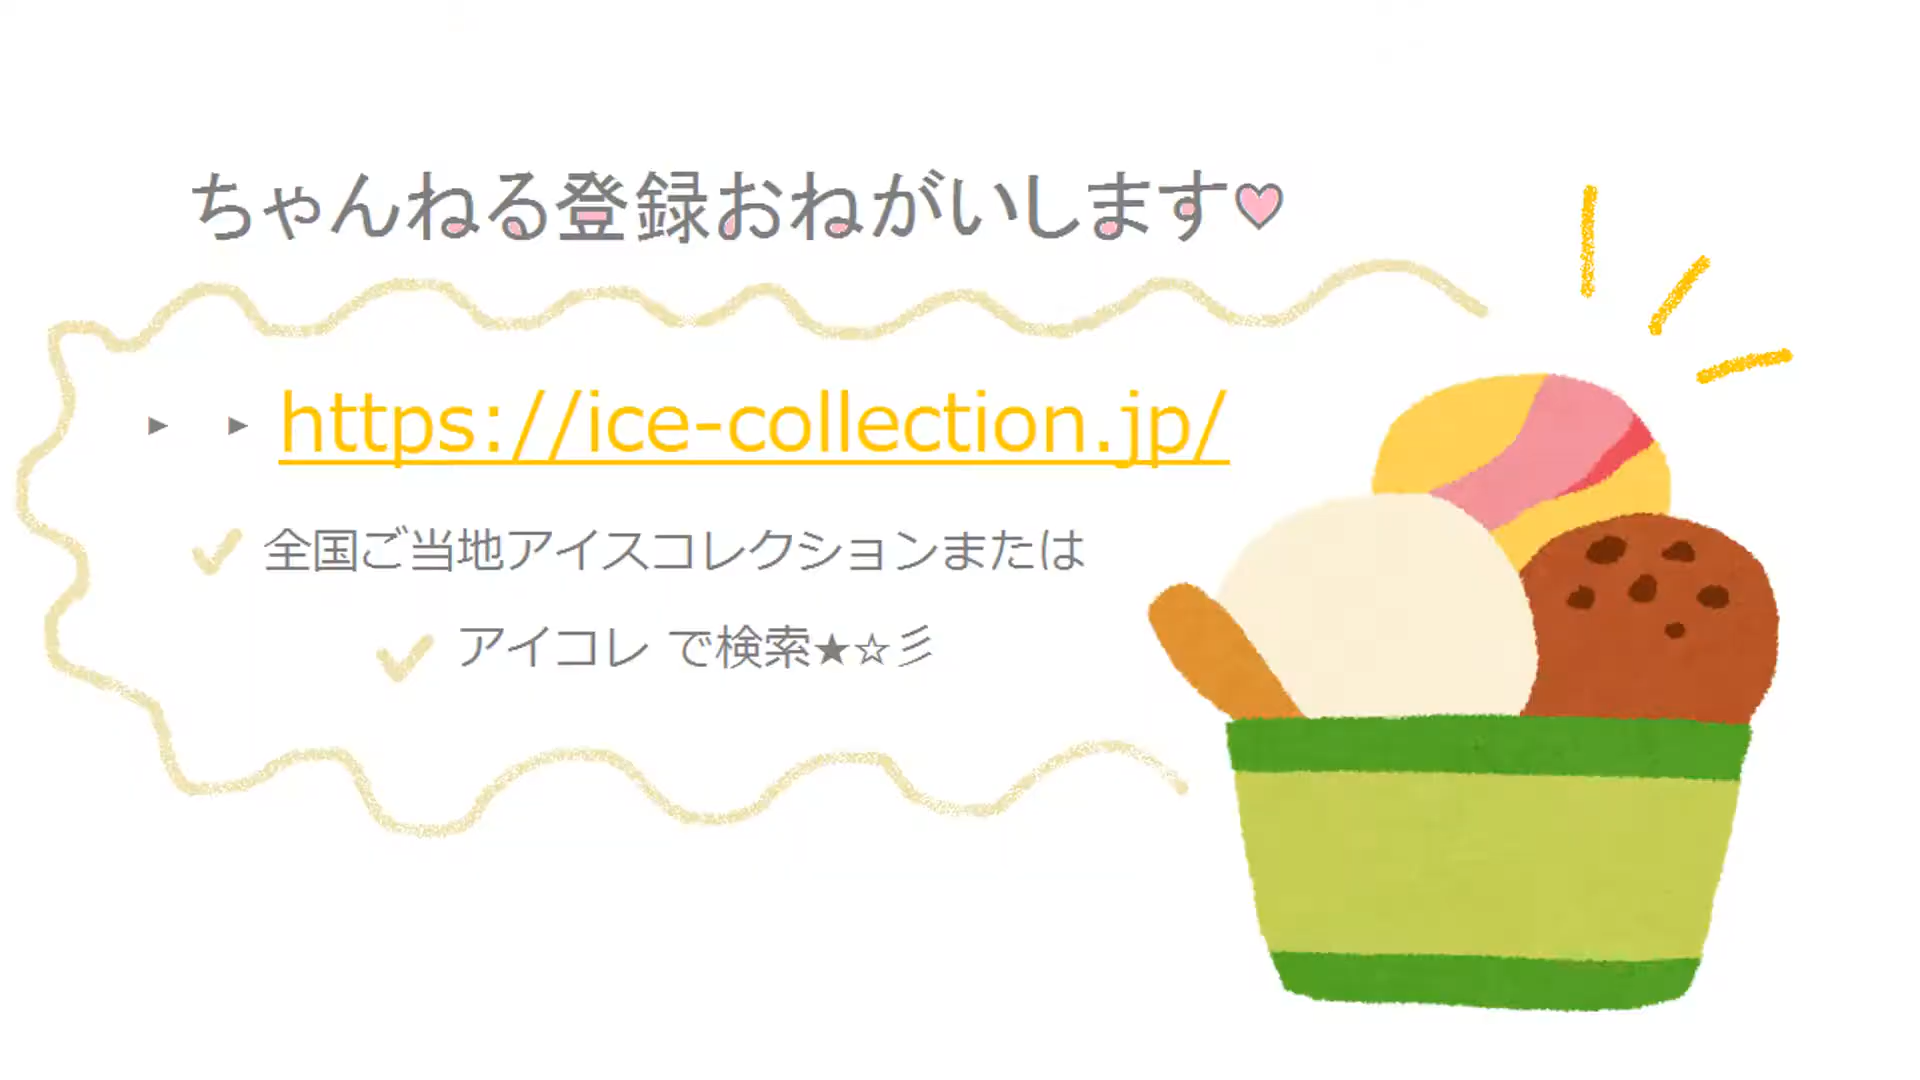 ちゃんねる登録おねがいします♡
▸ ▸ https://ice-collection.jp/
全国ご当地アイスコレクションまたは
アイコレ で検索★☆彡